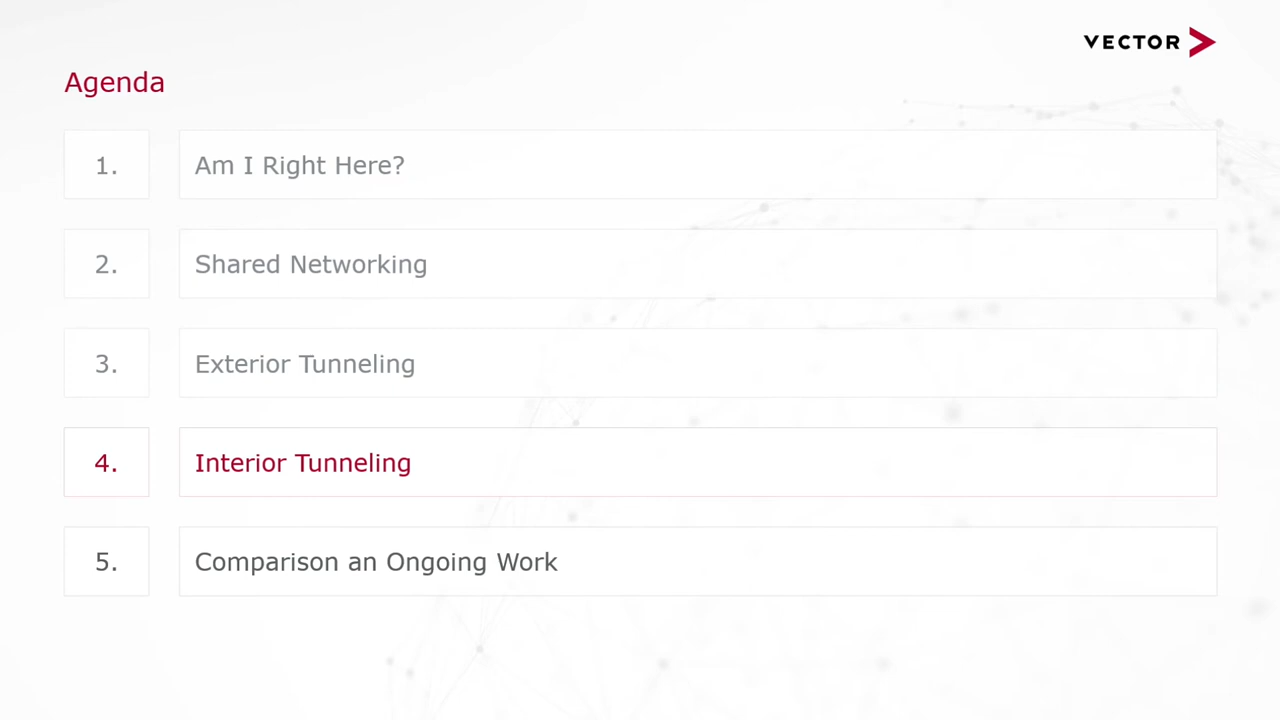 VECTOR
Agenda
1. Am I Right Here?
2. Shared Networking
3. Exterior Tunneling
4. Interior Tunneling
5. Comparison an Ongoing Work